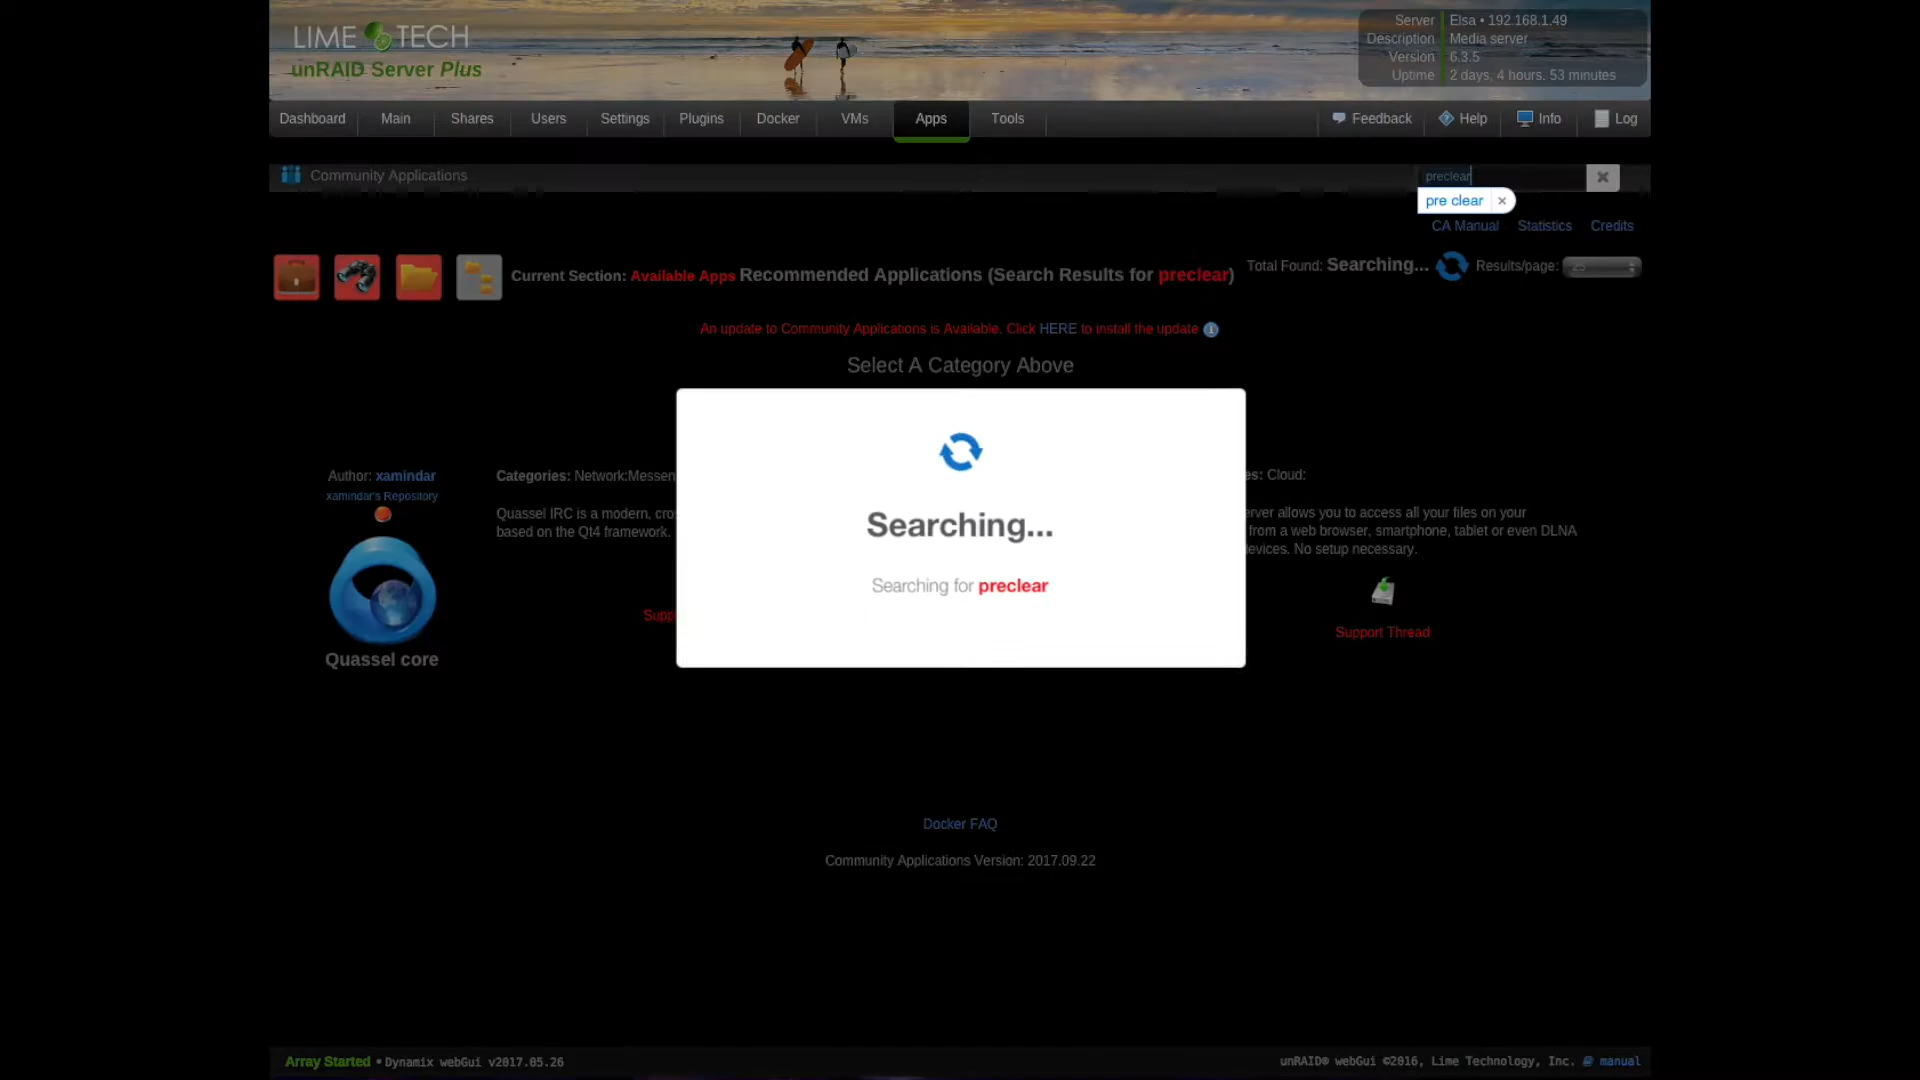 LIME TECH
unRAID Server Plus
Server Elsa • 192.168.1.49
Description Media server
Version 6.3.5
Uptime 2 days, 4 hours. 53 minutes
Dashboard Main Shares Users Settings Plugins Docker VMs Apps Tools Feedback Help Info Log
Community Applications preclear
pre clear
CA Manual Statistics Credits
Current Section: Available Apps Recommended Applications (Search Results for preclear) Total Found: Searching... Results/page: 25
An update to Community Applications is Available. Click HERE to install the update
Select A Category Above
Searching...
Searching for preclear
Author: xamindar
xamindar's Repository
Quassel core
Categories: Network:Messen
Quassel IRC is a modern, cro
based on the Qt4 framework.
Supp
es: Cloud:
erver allows you to access all your files on your
from a web browser, smartphone, tablet or even DLNA
devices. No setup necessary.
Support Thread
Docker FAQ
Community Applications Version: 2017.09.22
Array Started • Dynamix webGui v2017.05.26
unRAID® webGui ©2016, Lime Technology, Inc. manual